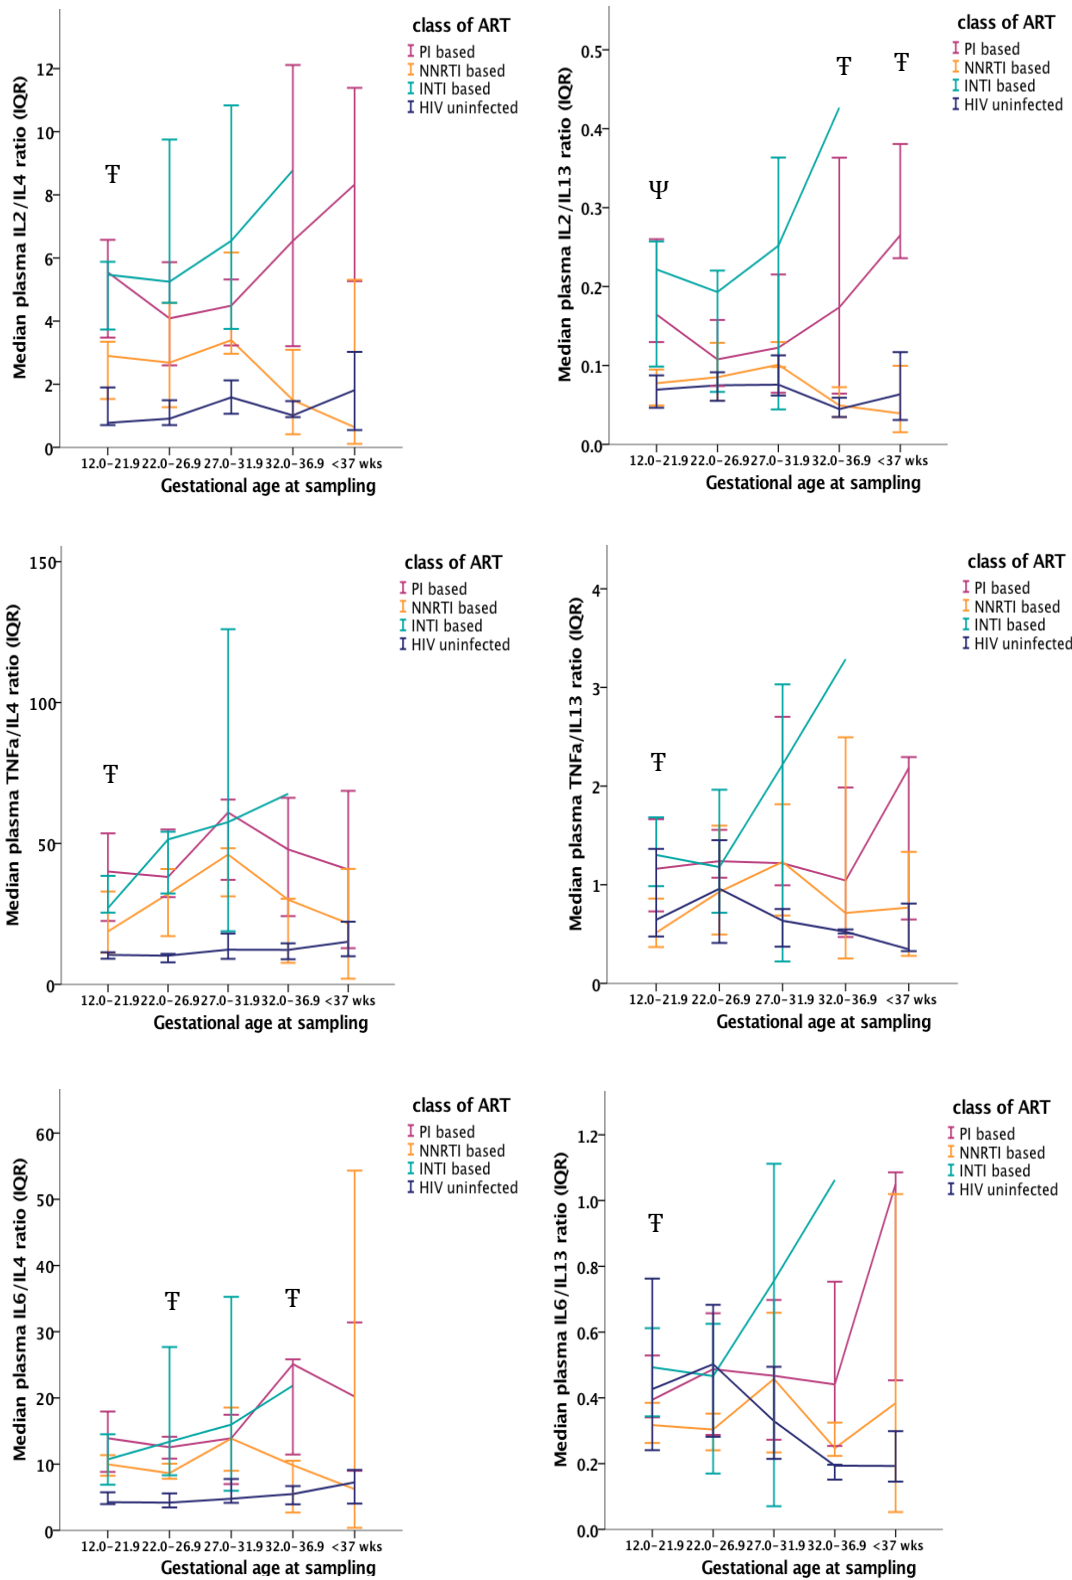 class of ART
PI based
NNRTI based
INTI based
HIV uninfected
Median plasma IL2/IL4 ratio (IQR)
12
10
8
6
4
2
0
Ŧ
12.0-21.9 22.0-26.9 27.0-31.9 32.0-36.9 <37 wks
Gestational age at sampling
class of ART
PI based
NNRTI based
INTI based
HIV uninfected
Median plasma IL2/IL13 ratio (IQR)
0.5
0.4
0.3
0.2
0.1
0.0
Ψ
Ŧ
Ŧ
12.0-21.9 22.0-26.9 27.0-31.9 32.0-36.9 <37 wks
Gestational age at sampling
class of ART
PI based
NNRTI based
INTI based
HIV uninfected
Median plasma TNFa/IL4 ratio (IQR)
150
100
50
0
Ŧ
12.0-21.9 22.0-26.9 27.0-31.9 32.0-36.9 <37 wks
Gestational age at sampling
class of ART
PI based
NNRTI based
INTI based
HIV uninfected
Median plasma TNFa/IL13 ratio (IQR)
4
3
2
1
0
Ŧ
12.0-21.9 22.0-26.9 27.0-31.9 32.0-36.9 <37 wks
Gestational age at sampling
class of ART
PI based
NNRTI based
INTI based
HIV uninfected
Median plasma IL6/IL4 ratio (IQR)
60
50
40
30
20
10
0
Ŧ
Ŧ
12.0-21.9 22.0-26.9 27.0-31.9 32.0-36.9 <37 wks
Gestational age at sampling
class of ART
PI based
NNRTI based
INTI based
HIV uninfected
Median plasma IL6/IL13 ratio (IQR)
1.2
1.0
0.8
0.6
0.4
0.2
0.0
Ŧ
12.0-21.9 22.0-26.9 27.0-31.9 32.0-36.9 <37 wks
Gestational age at sampling